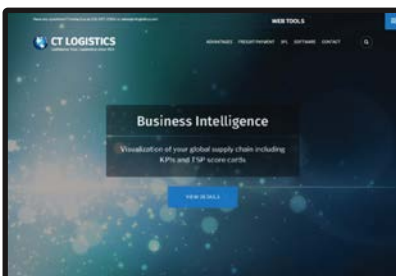 WEB TOOLS
CT LOGISTICS
ADVANTAGES FREIGHT PAYMENT TPL SOFTWARE CONTACT
Business Intelligence
Visualization of your global supply chain including
KPIs and TSP score cards
VIEW DETAILS